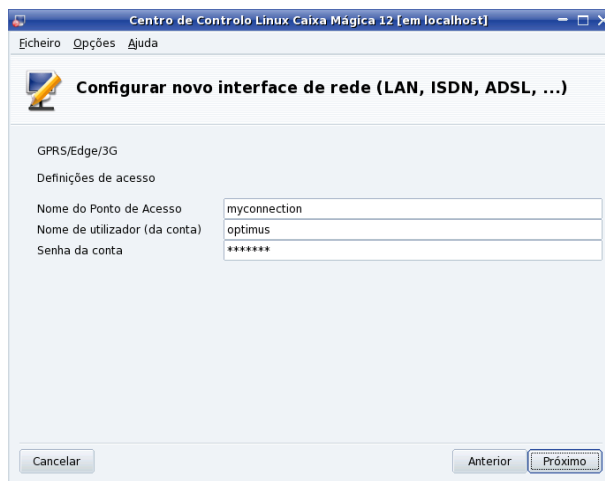 Centro de Controlo Linux Caixa Mágica 12 [em localhost]
Ficheiro Opções Ajuda
Configurar novo interface de rede (LAN, ISDN, ADSL, ...)
GPRS/Edge/3G
Definições de acesso
Nome do Ponto de Acesso myconnection
Nome de utilizador (da conta) optimus
Senha da conta *******
Cancelar Anterior Próximo